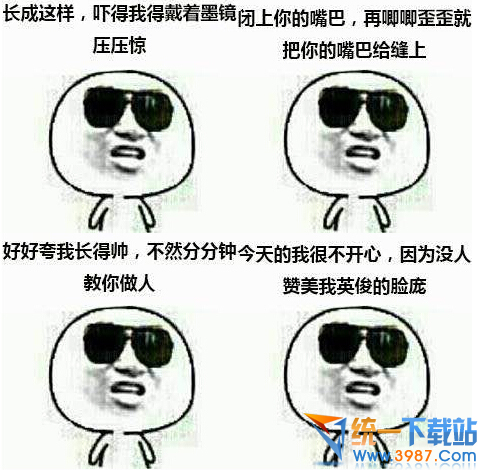 长成这样，吓得我得戴着墨镜
压压惊
闭上你的嘴巴，再唧唧歪歪就
把你的嘴巴给缝上
好好夸我长得帅，不然分分钟
教你做人
今天的我很不开心，因为没人
赞美我英俊的脸庞
统一下载站
www.3987.com